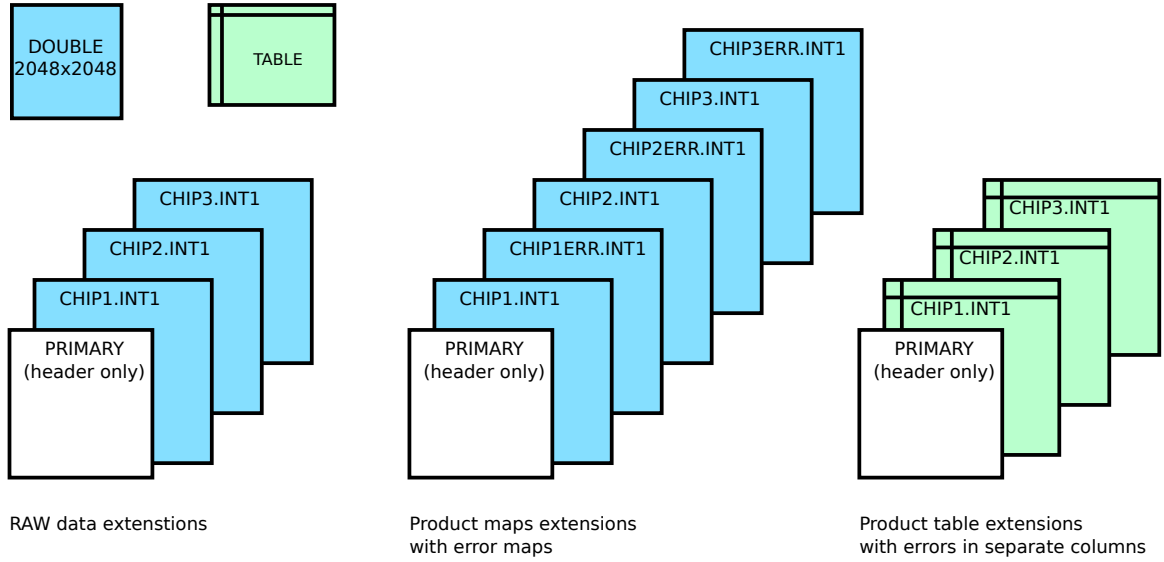 DOUBLE
2048x2048
TABLE
CHIP3.INT1
CHIP2.INT1
CHIP1.INT1
PRIMARY
(header only)
RAW data extenstions
CHIP3ERR.INT1
CHIP3.INT1
CHIP2ERR.INT1
CHIP2.INT1
CHIP1ERR.INT1
CHIP1.INT1
PRIMARY
(header only)
Product maps extensions
with error maps
CHIP3.INT1
CHIP2.INT1
CHIP1.INT1
PRIMARY
(header only)
Product table extensions
with errors in separate columns